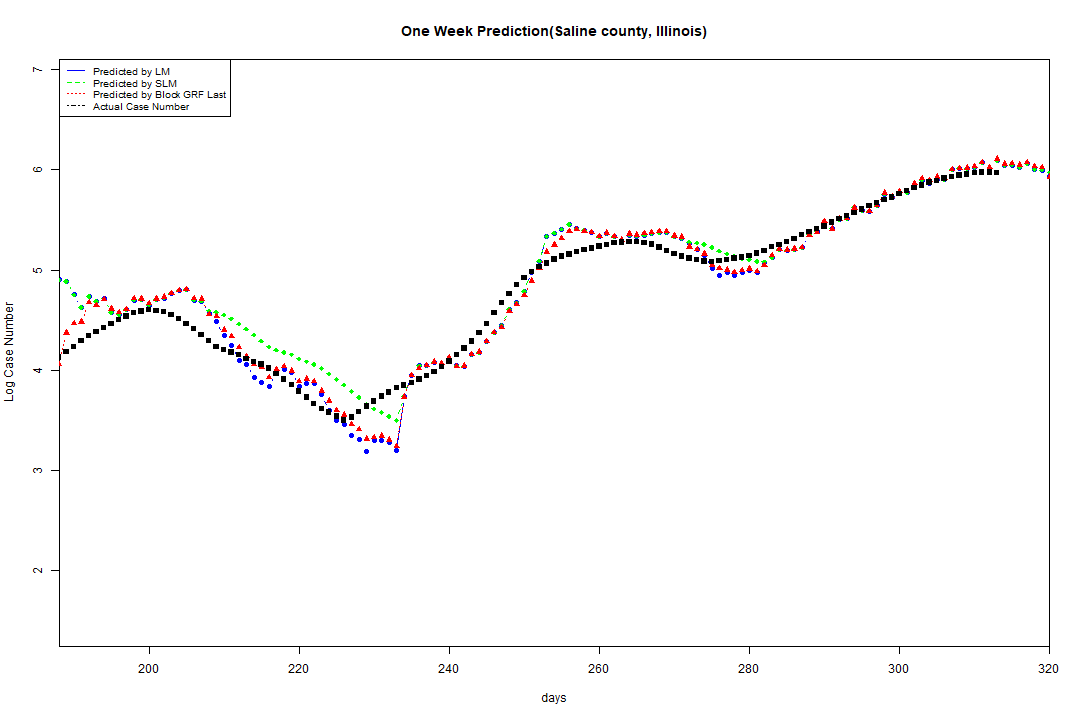 One Week Prediction(Saline county, Illinois)
Predicted by LM
Predicted by SLM
Predicted by Block GRF Last
Actual Case Number
7
6
5
4
3
2
Log Case Number
200 220 240 260 280 300 320
days